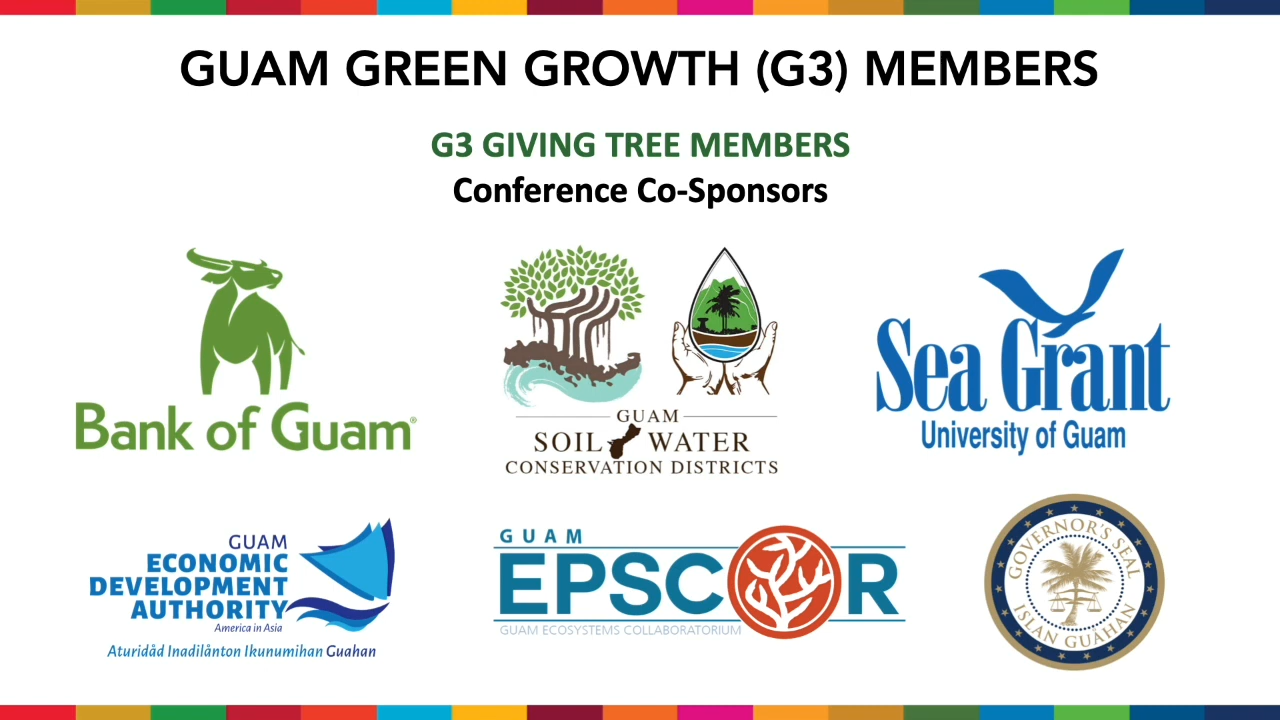 GUAM GREEN GROWTH (G3) MEMBERS
G3 GIVING TREE MEMBERS
Conference Co-Sponsors
Bank of Guam®
GUAM
SOIL WATER
CONSERVATION DISTRICTS
Sea Grant
University of Guam
GUAM
ECONOMIC
DEVELOPMENT
AUTHORITY
America in Asia
Aturidåd Inadilånton Ikunumihan Guahan
GUAM
EPSCOR
GUAM ECOSYSTEMS COLLABORATORIUM
GOVERNOR'S SEAL
ISLAN GUÅHAN